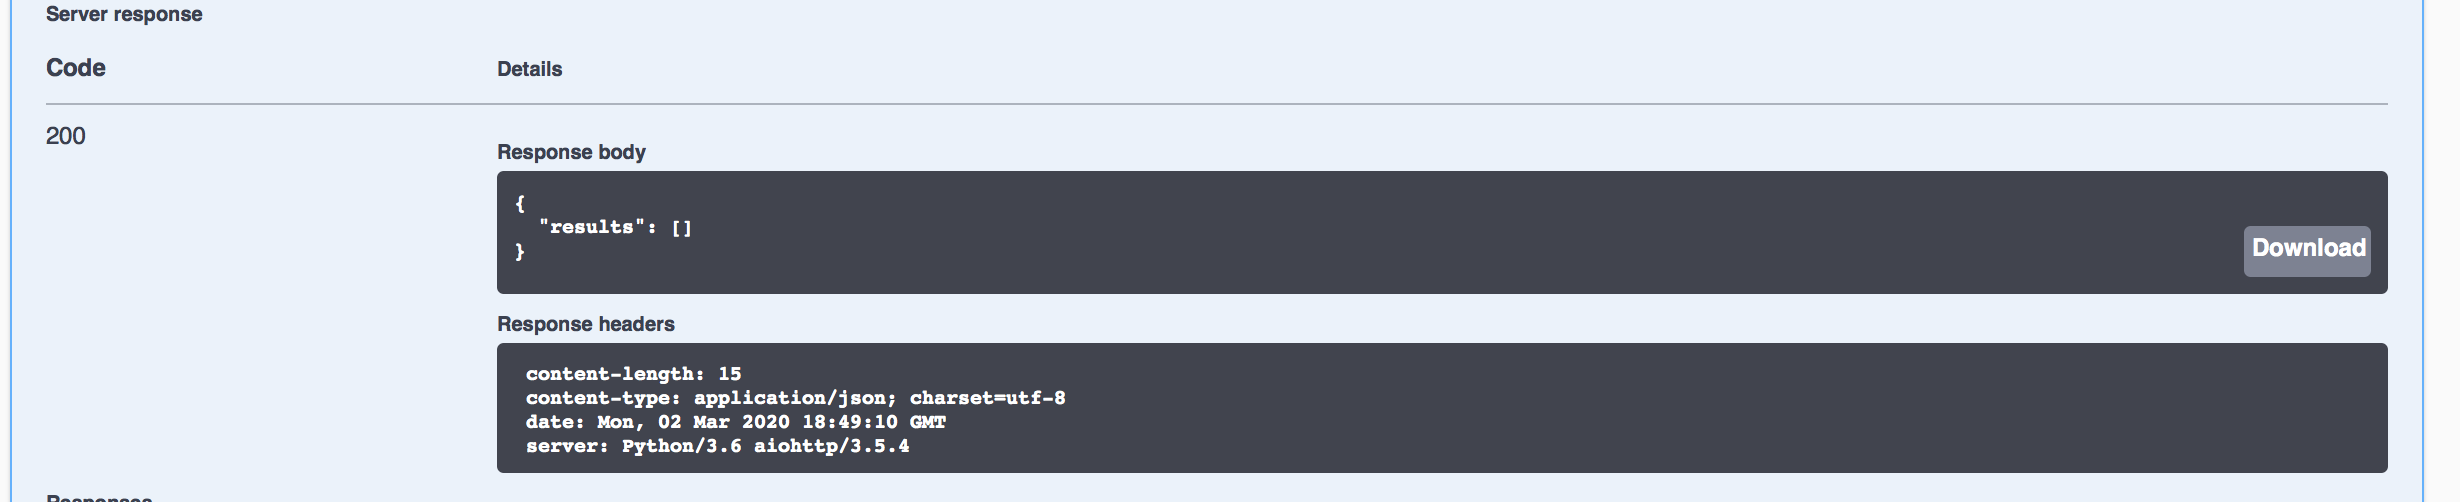 Server response
Code Details
200
Response body
{
"results": []
}
Download
Response headers
content-length: 15
content-type: application/json; charset=utf-8
date: Mon, 02 Mar 2020 18:49:10 GMT
server: Python/3.6 aiohttp/3.5.4
Responses